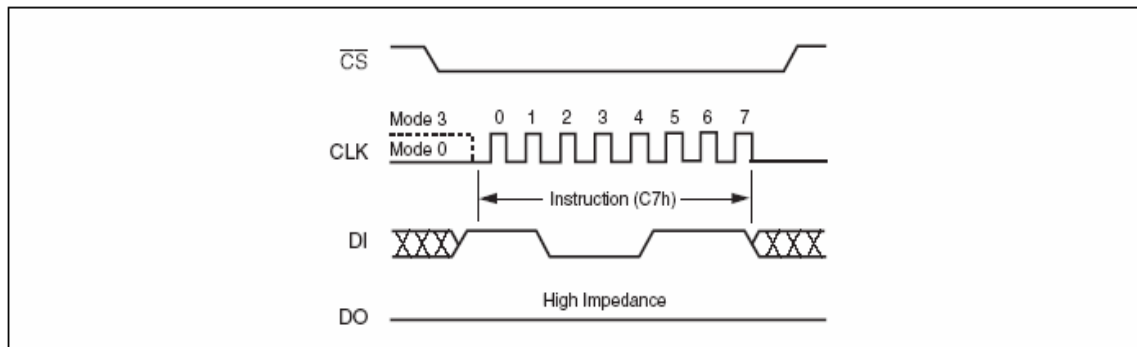 CS
Mode 3
0 1 2 3 4 5 6 7
CLK
Mode 0
Instruction (C7h)
DI
High Impedance
DO